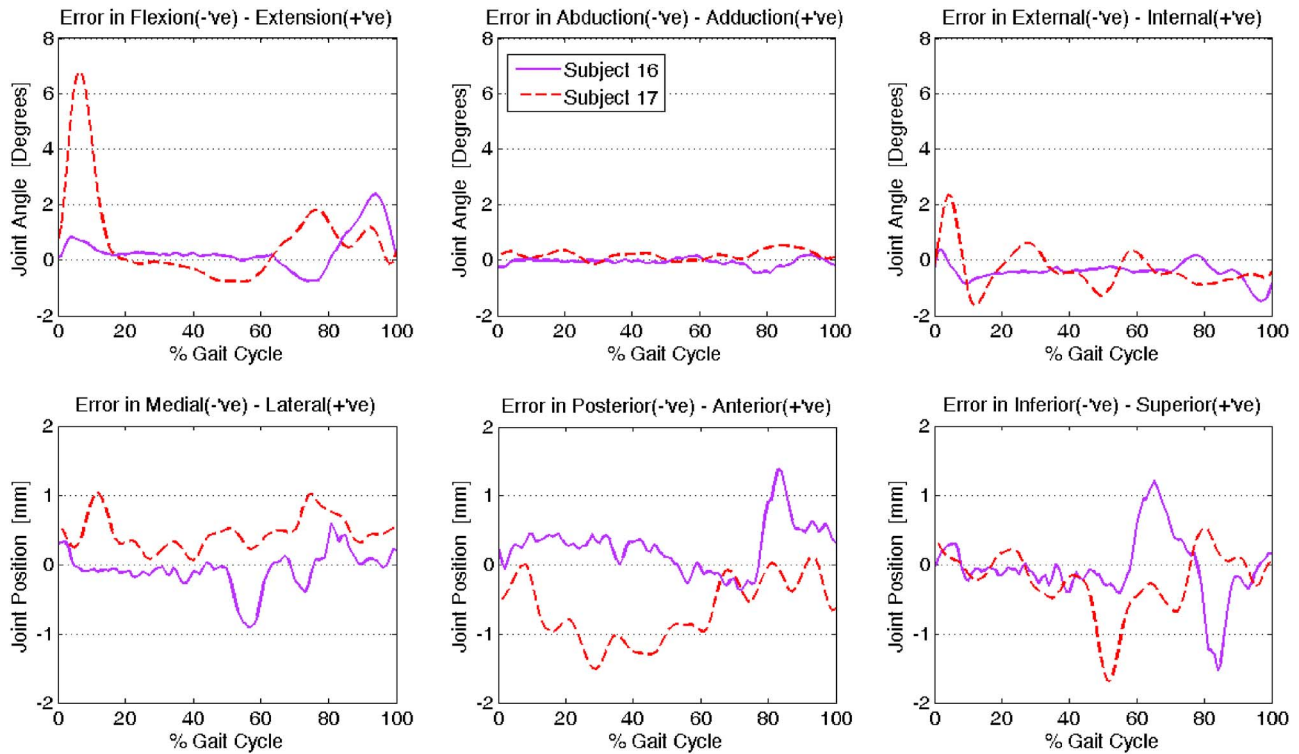 Error in Flexion(-'ve) - Extension(+'ve)
8
6
4
2
0
-2
Joint Angle [Degrees]
0 20 40 60 80 100
% Gait Cycle
Error in Abduction(-'ve) - Adduction(+'ve)
8
6
4
2
0
-2
Joint Angle [Degrees]
Subject 16
Subject 17
0 20 40 60 80 100
% Gait Cycle
Error in External(-'ve) - Internal(+'ve)
8
6
4
2
0
-2
Joint Angle [Degrees]
0 20 40 60 80 100
% Gait Cycle
Error in Medial(-'ve) - Lateral(+'ve)
2
1
0
-1
-2
Joint Position [mm]
0 20 40 60 80 100
% Gait Cycle
Error in Posterior(-'ve) - Anterior(+'ve)
2
1
0
-1
-2
Joint Position [mm]
0 20 40 60 80 100
% Gait Cycle
Error in Inferior(-'ve) - Superior(+'ve)
2
1
0
-1
-2
Joint Position [mm]
0 20 40 60 80 100
% Gait Cycle